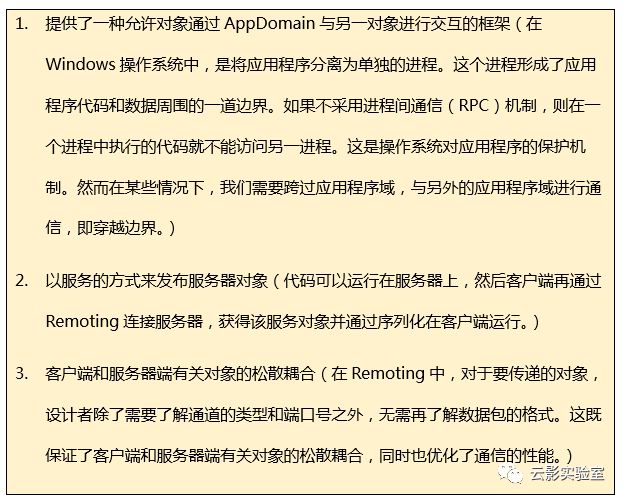 1. 提供了一种允许对象通过 AppDomain 与另一对象进行交互的框架（在
Windows 操作系统中，是将应用程序分离为单独的进程。这个进程形成了应用
程序代码和数据周围的一道边界。如果不采用进程间通信（RPC）机制，则在一
个进程中执行的代码就不能访问另一进程。这是操作系统对应用程序的保护机
制。然而在某些情况下，我们需要跨过应用程序域，与另外的应用程序域进行通
信，即穿越边界。）
2. 以服务的方式来发布服务器对象（代码可以运行在服务器上，然后客户端再通过
Remoting 连接服务器，获得该服务对象并通过序列化在客户端运行。）
3. 客户端和服务器端有关对象的松散耦合（在 Remoting 中，对于要传递的对象，
设计者除了需要了解通道的类型和端口号之外，无需再了解数据包的格式。这既
保证了客户端和服务器端有关对象的松散耦合，同时也优化了通信的性能。）
云影实验室